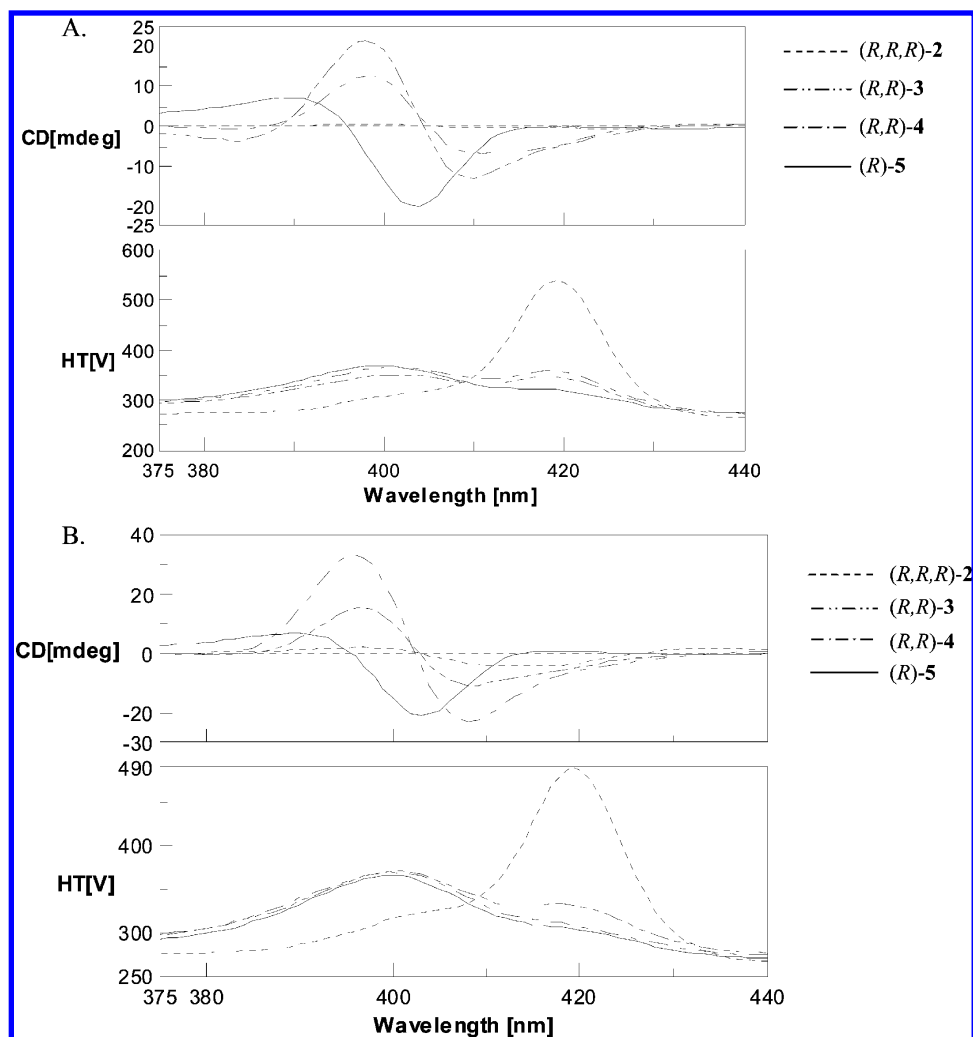 A.
25
20
10
0
-10
-20
-25
CD[mdeg]
(R,R,R)-2
(R,R)-3
(R,R)-4
(R)-5
600
500
400
300
200
HT[V]
375 380 400 420 440
Wavelength [nm]
B.
40
20
0
-20
-30
CD[mdeg]
(R,R,R)-2
(R,R)-3
(R,R)-4
(R)-5
490
400
300
250
HT[V]
375 380 400 420 440
Wavelength [nm]